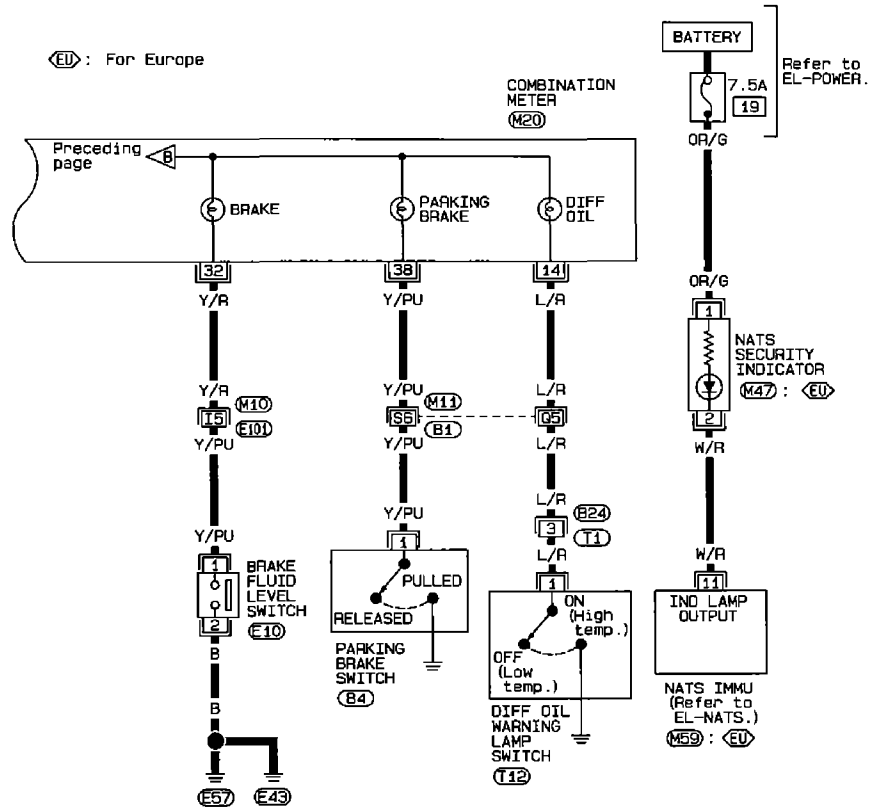 EU : For Europe
BATTERY
Refer to
EL-POWER.
7.5A
19
OR/G
COMBINATION
METER
M20
Preceding
page
B
BRAKE
PARKING
BRAKE
DIFF
OIL
32
38
14
Y/R
Y/PU
L/R
OR/G
1
NATS
SECURITY
INDICATOR
M47 : EU
2
Y/R
Y/PU
L/R
M10
M11
I5
S6
Q5
E101
B1
Y/PU
Y/PU
L/R
W/R
Y/PU
Y/PU
L/R
3
B24
T1
L/R
W/R
1
BRAKE
FLUID
LEVEL
SWITCH
E10
2
1
PULLED
RELEASED
PARKING
BRAKE
SWITCH
B4
1
ON
(High
temp.)
OFF
(Low
temp.)
DIFF OIL
WARNING
LAMP
SWITCH
T12
11
IND LAMP
OUTPUT
NATS IMMU
(Refer to
EL-NATS.)
M59 : EU
B
B
E57
E43